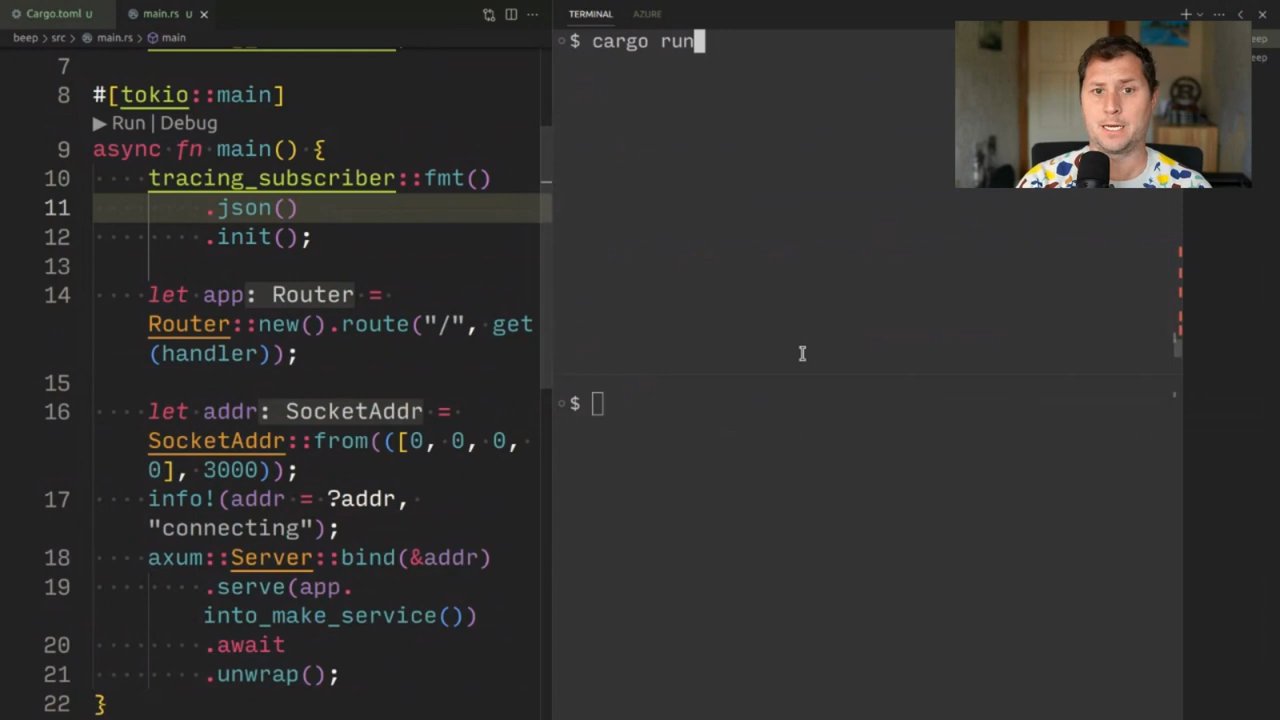 Cargo.toml U
main.rs U
TERMINAL
AZURE
beep > src > main.rs > main
7
8 #[tokio::main]
Run | Debug
9 async fn main() {
10 tracing_subscriber::fmt()
11 .json()
12 .init();
13
14 let app: Router =
Router::new().route("/", get
(handler));
15
16 let addr: SocketAddr =
SocketAddr::from(([0, 0, 0,
0], 3000));
17 info!(addr = ?addr,
"connecting");
18 axum::Server::bind(&addr)
19 .serve(app.
into_make_service())
20 .await
21 .unwrap();
22 }
$ cargo run
$
eep
eep